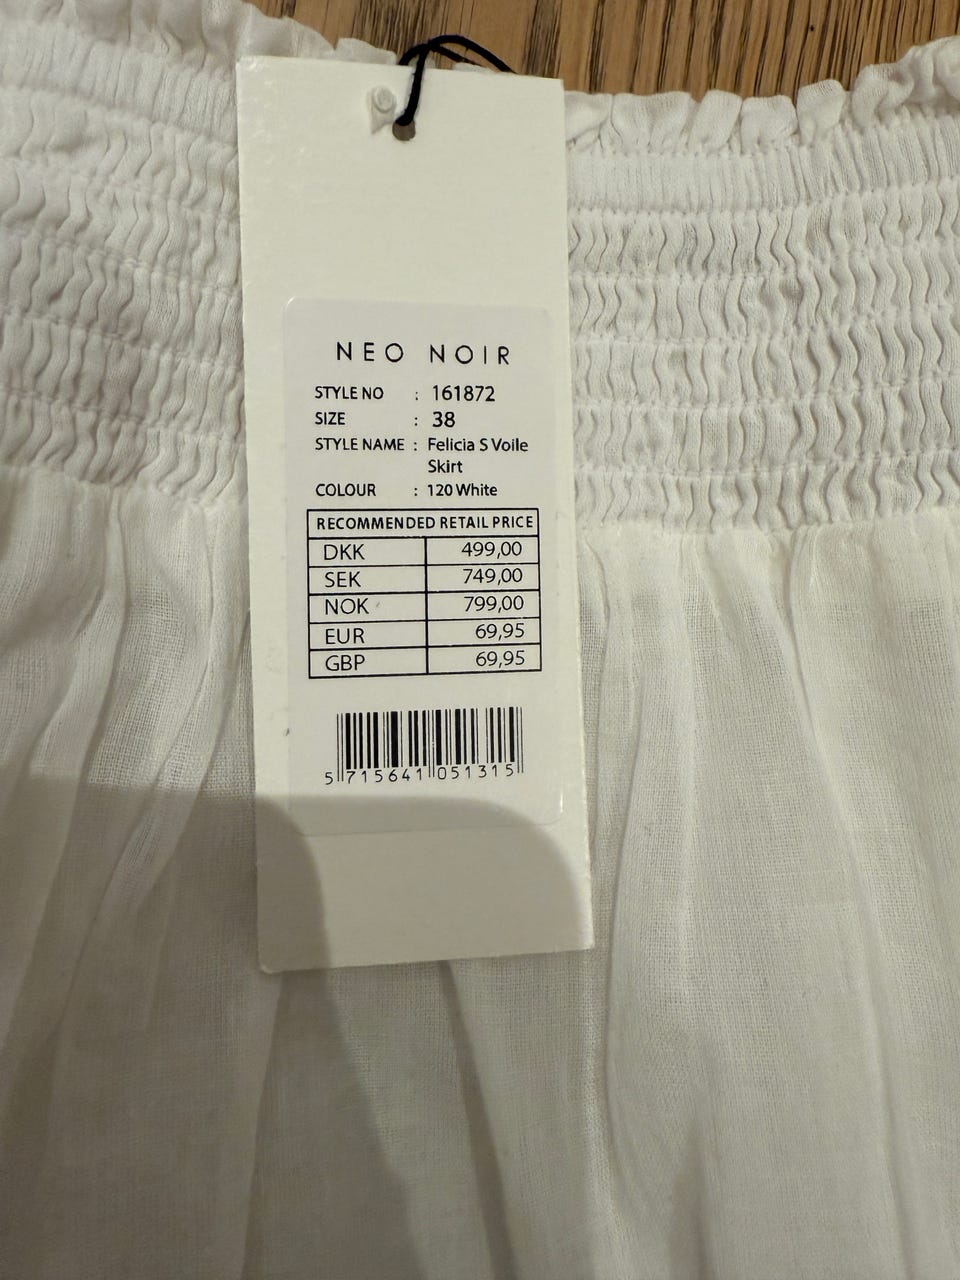 NEO NOIR
STYLE NO : 161872
SIZE : 38
STYLE NAME : Felicia S Voile
Skirt
COLOUR : 120 White
RECOMMENDED RETAIL PRICE
DKK 499,00
SEK 749,00
NOK 799,00
EUR 69,95
GBP 69,95
5 715641 051315